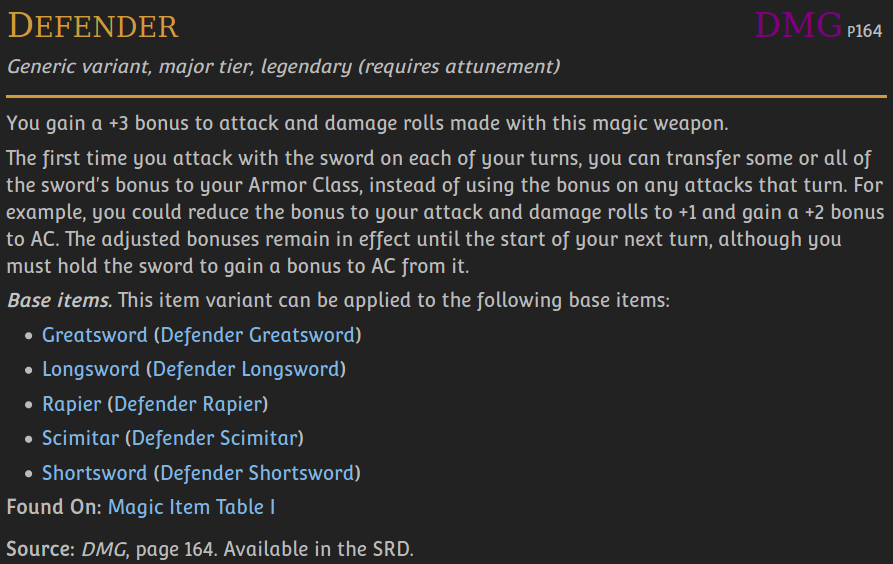 DEFENDER
DMG P164
Generic variant, major tier, legendary (requires attunement)
You gain a +3 bonus to attack and damage rolls made with this magic weapon.
The first time you attack with the sword on each of your turns, you can transfer some or all of
the sword's bonus to your Armor Class, instead of using the bonus on any attacks that turn. For
example, you could reduce the bonus to your attack and damage rolls to +1 and gain a +2 bonus
to AC. The adjusted bonuses remain in effect until the start of your next turn, although you
must hold the sword to gain a bonus to AC from it.
Base items. This item variant can be applied to the following base items:
• Greatsword (Defender Greatsword)
• Longsword (Defender Longsword)
• Rapier (Defender Rapier)
• Scimitar (Defender Scimitar)
• Shortsword (Defender Shortsword)
Found On: Magic Item Table I
Source: DMG, page 164. Available in the SRD.